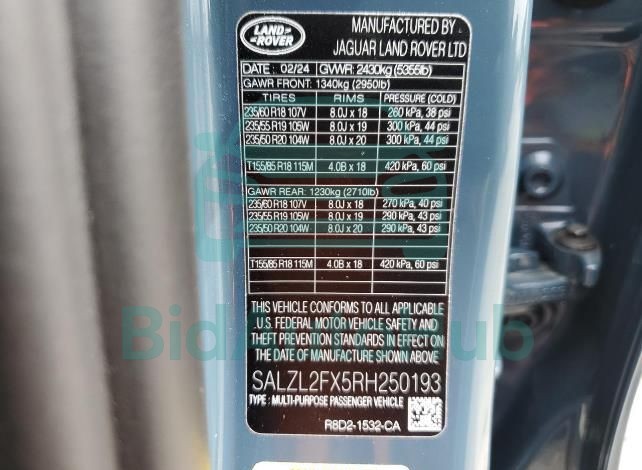 LAND ROVER
MANUFACTURED BY
JAGUAR LAND ROVER LTD
DATE : 02/24 GVWR: 2430kg (5355lb)
GAWR FRONT: 1340kg (2950lb)
TIRES RIMS PRESSURE (COLD)
235/60 R18 107V 8.0J x 18 260 kPa, 38 psi
235/55 R19 105W 8.0J x 19 300 kPa, 44 psi
235/50 R20 104W 8.0J x 20 300 kPa, 44 psi
T155/85 R18 115M 4.0B x 18 420 kPa, 60 psi
GAWR REAR: 1230kg (2710lb)
235/60 R18 107V 8.0J x 18 270 kPa, 40 psi
235/55 R19 105W 8.0J x 19 290 kPa, 43 psi
235/50 R20 104W 8.0J x 20 290 kPa, 43 psi
T155/85 R18 115M 4.0B x 18 420 kPa, 60 psi
THIS VEHICLE CONFORMS TO ALL APPLICABLE
U.S. FEDERAL MOTOR VEHICLE SAFETY AND
THEFT PREVENTION STANDARDS IN EFFECT ON
THE DATE OF MANUFACTURE SHOWN ABOVE
SALZL2FX5RH250193
TYPE : MULTI-PURPOSE PASSENGER VEHICLE
R8D2-1532-CA